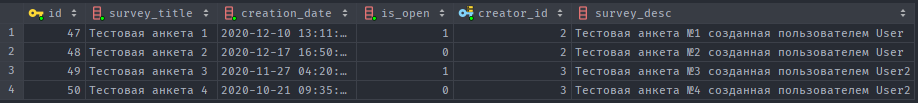 id survey_title creation_date is_open creator_id survey_desc
1 47 Тестовая анкета 1 2020-12-10 13:11:… 1 2 Тестовая анкета №1 созданная пользователем User
2 48 Тестовая анкета 2 2020-12-17 16:50:… 0 2 Тестовая анкета №2 созданная пользователем User
3 49 Тестовая анкета 3 2020-11-27 04:20:… 1 3 Тестовая анкета №3 созданная пользователем User2
4 50 Тестовая анкета 4 2020-10-21 09:35:… 0 3 Тестовая анкета №4 созданная пользователем User2